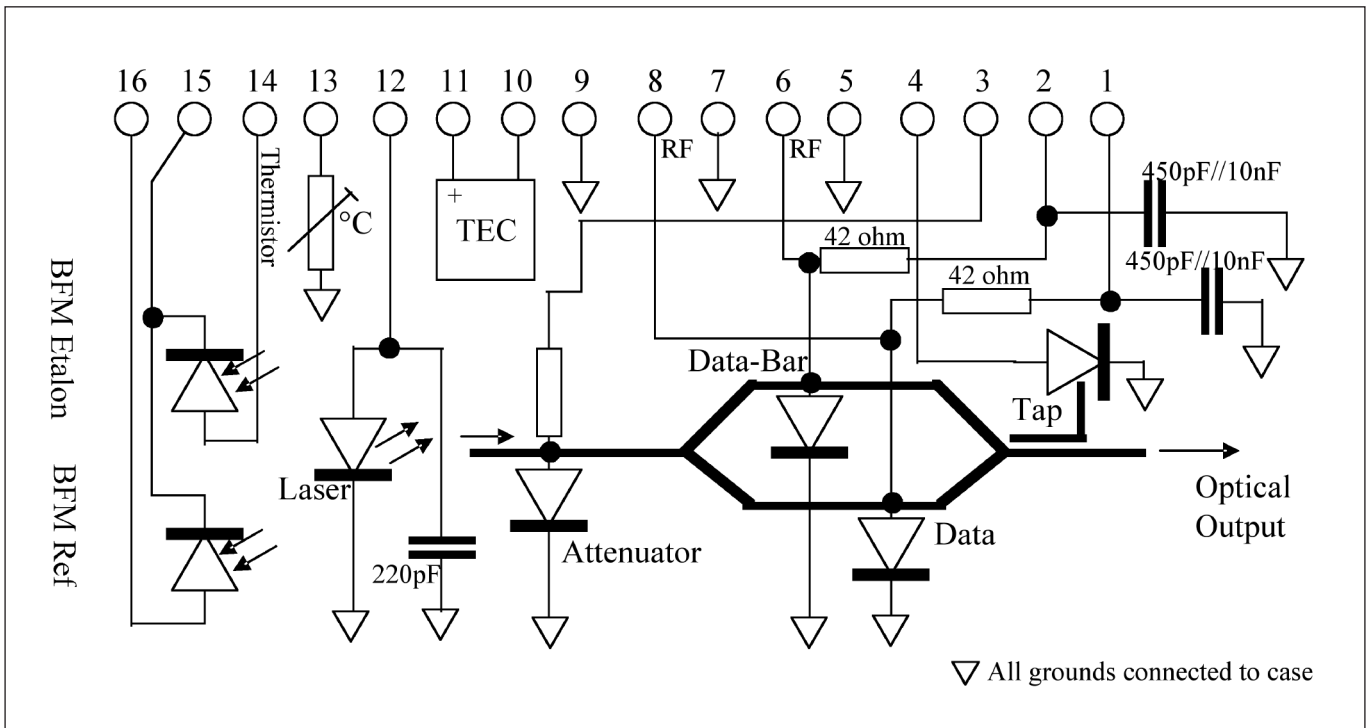 16 15 14 13 12 11 10 9 8 7 6 5 4 3 2 1
RF
RF
Thermistor
450pF//10nF
°C
+
TEC
42 ohm
450pF//10nF
42 ohm
BFM Etalon
Data-Bar
Tap
BFM Ref
Laser
Optical
Output
Attenuator
Data
220pF
All grounds connected to case